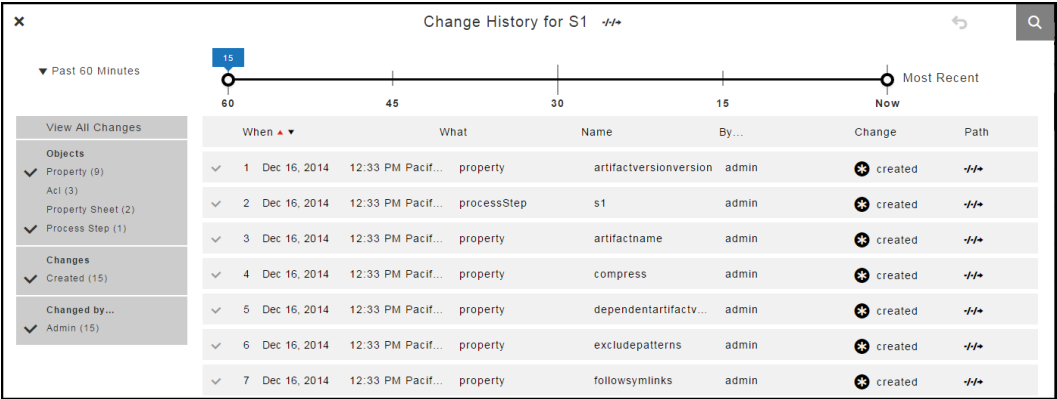 Change History for S1
15
Past 60 Minutes
Most Recent
60 45 30 15 Now
View All Changes
Objects
Property (9)
Acl (3)
Property Sheet (2)
Process Step (1)
Changes
Created (15)
Changed by...
Admin (15)
When What Name By... Change Path
1 Dec 16, 2014 12:33 PM Pacif... property artifactversionversion admin created
2 Dec 16, 2014 12:33 PM Pacif... processStep s1 admin created
3 Dec 16, 2014 12:33 PM Pacif... property artifactname admin created
4 Dec 16, 2014 12:33 PM Pacif... property compress admin created
5 Dec 16, 2014 12:33 PM Pacif... property dependentartifactv... admin created
6 Dec 16, 2014 12:33 PM Pacif... property excludepatterns admin created
7 Dec 16, 2014 12:33 PM Pacif... property followsymlinks admin created